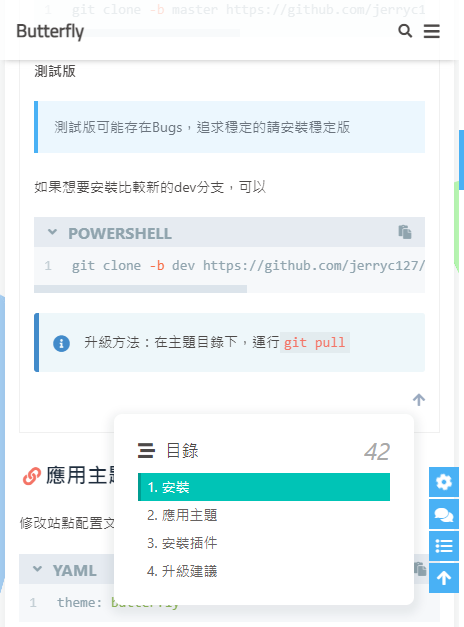 1 git clone -b master https://github.com/jerryc1
Butterfly
測試版
測試版可能存在Bugs，追求穩定的請安裝穩定版
如果想要安裝比較新的dev分支，可以
POWERSHELL
1 git clone -b dev https://github.com/jerryc127/
升級方法：在主題目錄下，運行 git pull
目錄 42
1. 安裝
2. 應用主題
3. 安裝插件
4. 升級建議
應用主題
修改站點配置文
YAML
1 theme: butterfly